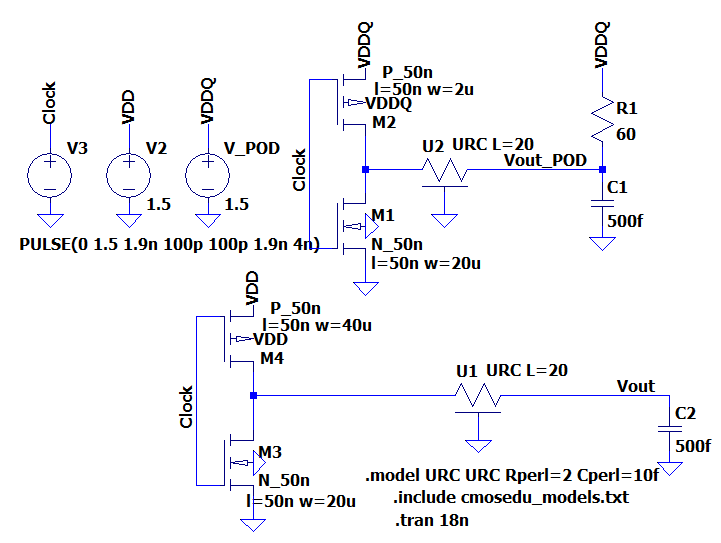 VDDQ
VDDQ
P_50n
l=50n w=2u
VDDQ
M2
Clock
VDD
VDDQ
R1
60
V3
V2
V_POD
1.5
1.5
U2
URC L=20
Vout_POD
Clock
C1
500f
M1
N_50n
l=50n w=20u
PULSE(0 1.5 1.9n 100p 100p 1.9n 4n)
VDD
P_50n
l=50n w=40u
VDD
M4
U1
URC L=20
Vout
Clock
C2
500f
M3
N_50n
l=50n w=20u
.model URC URC Rperl=2 Cperl=10f
.include cmosedu_models.txt
.tran 18n